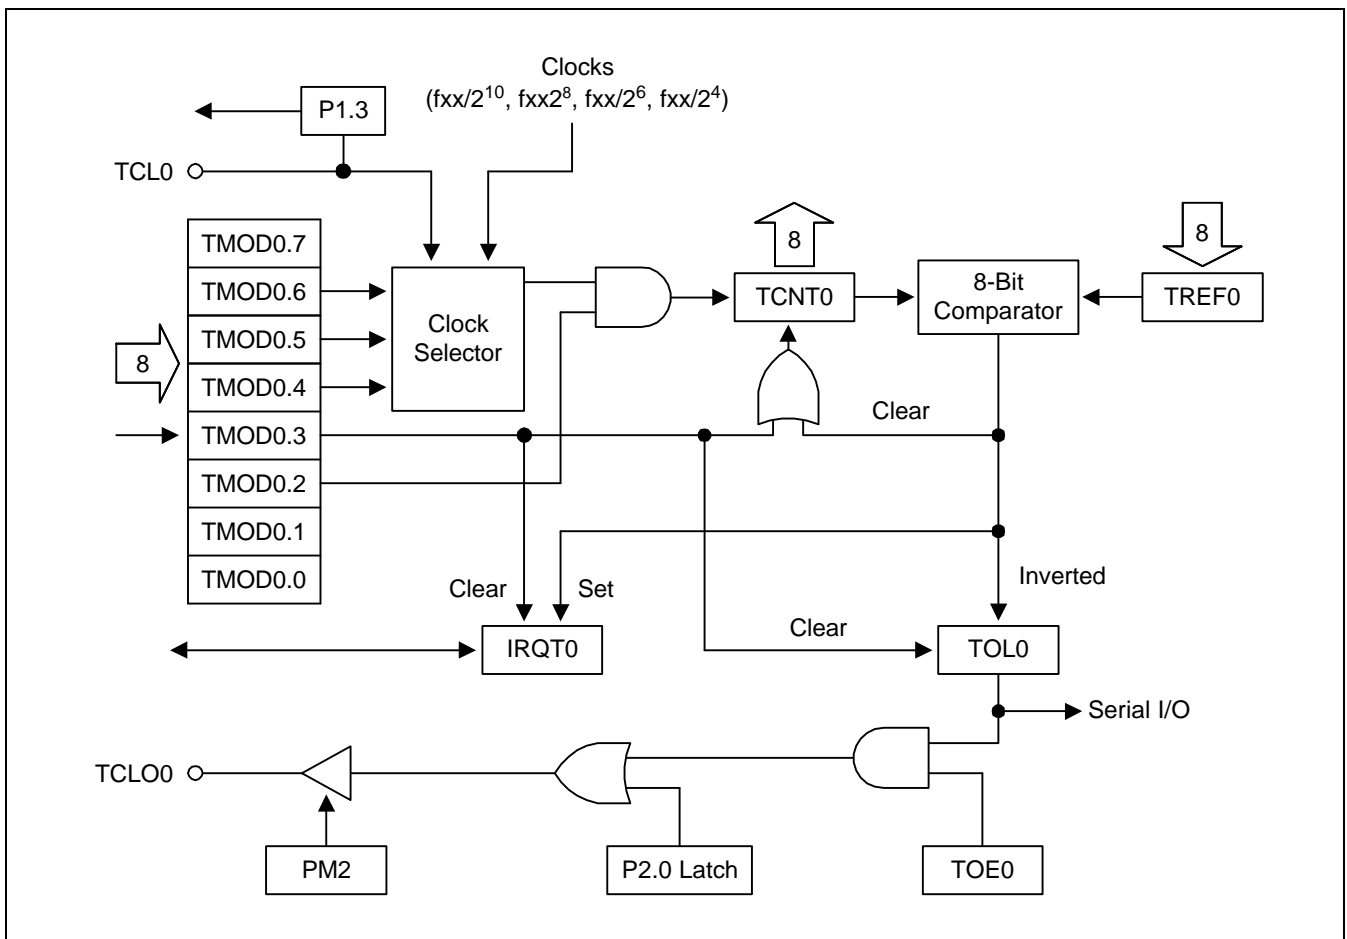 Clocks
(fxx/2¹⁰, fxx2⁸, fxx/2⁶, fxx/2⁴)
P1.3
TCL0
TMOD0.7
TMOD0.6
TMOD0.5
TMOD0.4
TMOD0.3
TMOD0.2
TMOD0.1
TMOD0.0
8
Clock
Selector
8
TCNT0
8-Bit
Comparator
8
TREF0
Clear
Clear
Set
Inverted
IRQT0
Clear
TOL0
Serial I/O
TCLO0
PM2
P2.0 Latch
TOE0